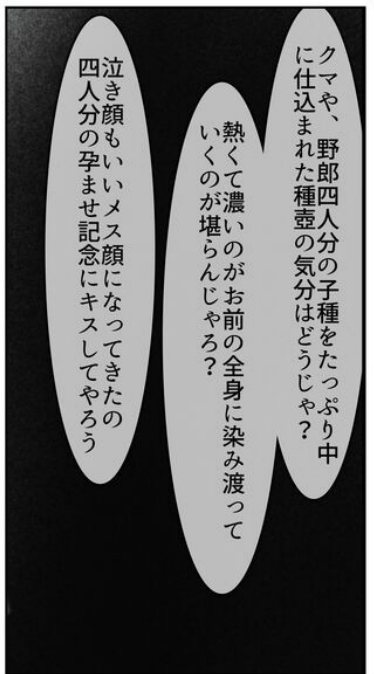 クマや、野郎四人分の子種をたっぷり中
に仕込まれた種壺の気分はどうじゃ？
熱くて濃いのがお前の全身に染み渡って
いくのが堪らんじゃろ？
泣き顔もいいメス顔になってきたの
四人分の孕ませ記念にキスしてやろう